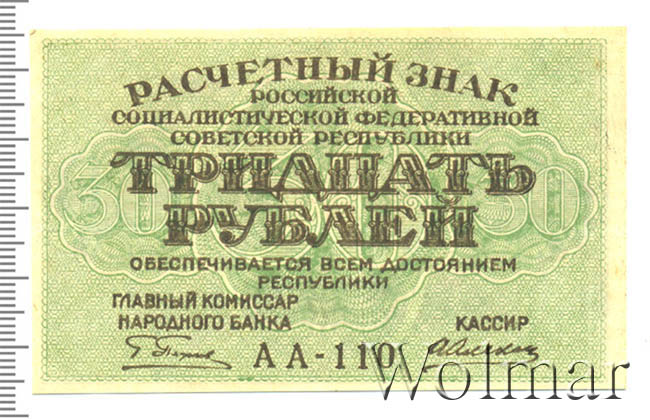 РАСЧЕТНЫЙ ЗНАК
РОССИЙСКОЙ
СОЦИАЛИСТИЧЕСКОЙ ФЕДЕРАТИВНОЙ
СОВЕТСКОЙ РЕСПУБЛИКИ
30 ТРИДЦАТЬ 30
РУБЛЕЙ
ОБЕСПЕЧИВАЕТСЯ ВСЕМ ДОСТОЯНИЕМ
РЕСПУБЛИКИ
ГЛАВНЫЙ КОМИССАР
НАРОДНОГО БАНКА
КАССИР
АА-110
Wolmar